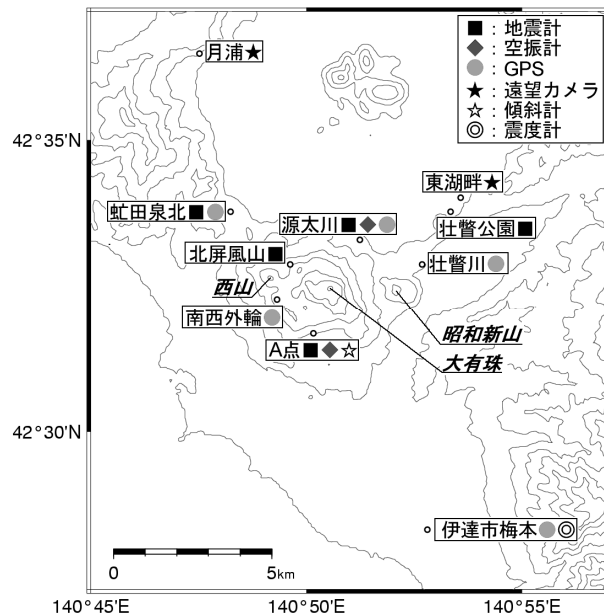 ■：地震計
◆：空振計
●：GPS
★：遠望カメラ
☆：傾斜計
◎：震度計
月浦★
42°35'
東湖畔★
虻田泉北■●
源太川■◆●
壮瞥公園■
北屏風山■
壮瞥川●
西山
南西外輪●
昭和新山
A点■◆☆
大有珠
42°30'
伊達市梅本●◎
0 5km
140°45'E 140°50'E 140°55'E